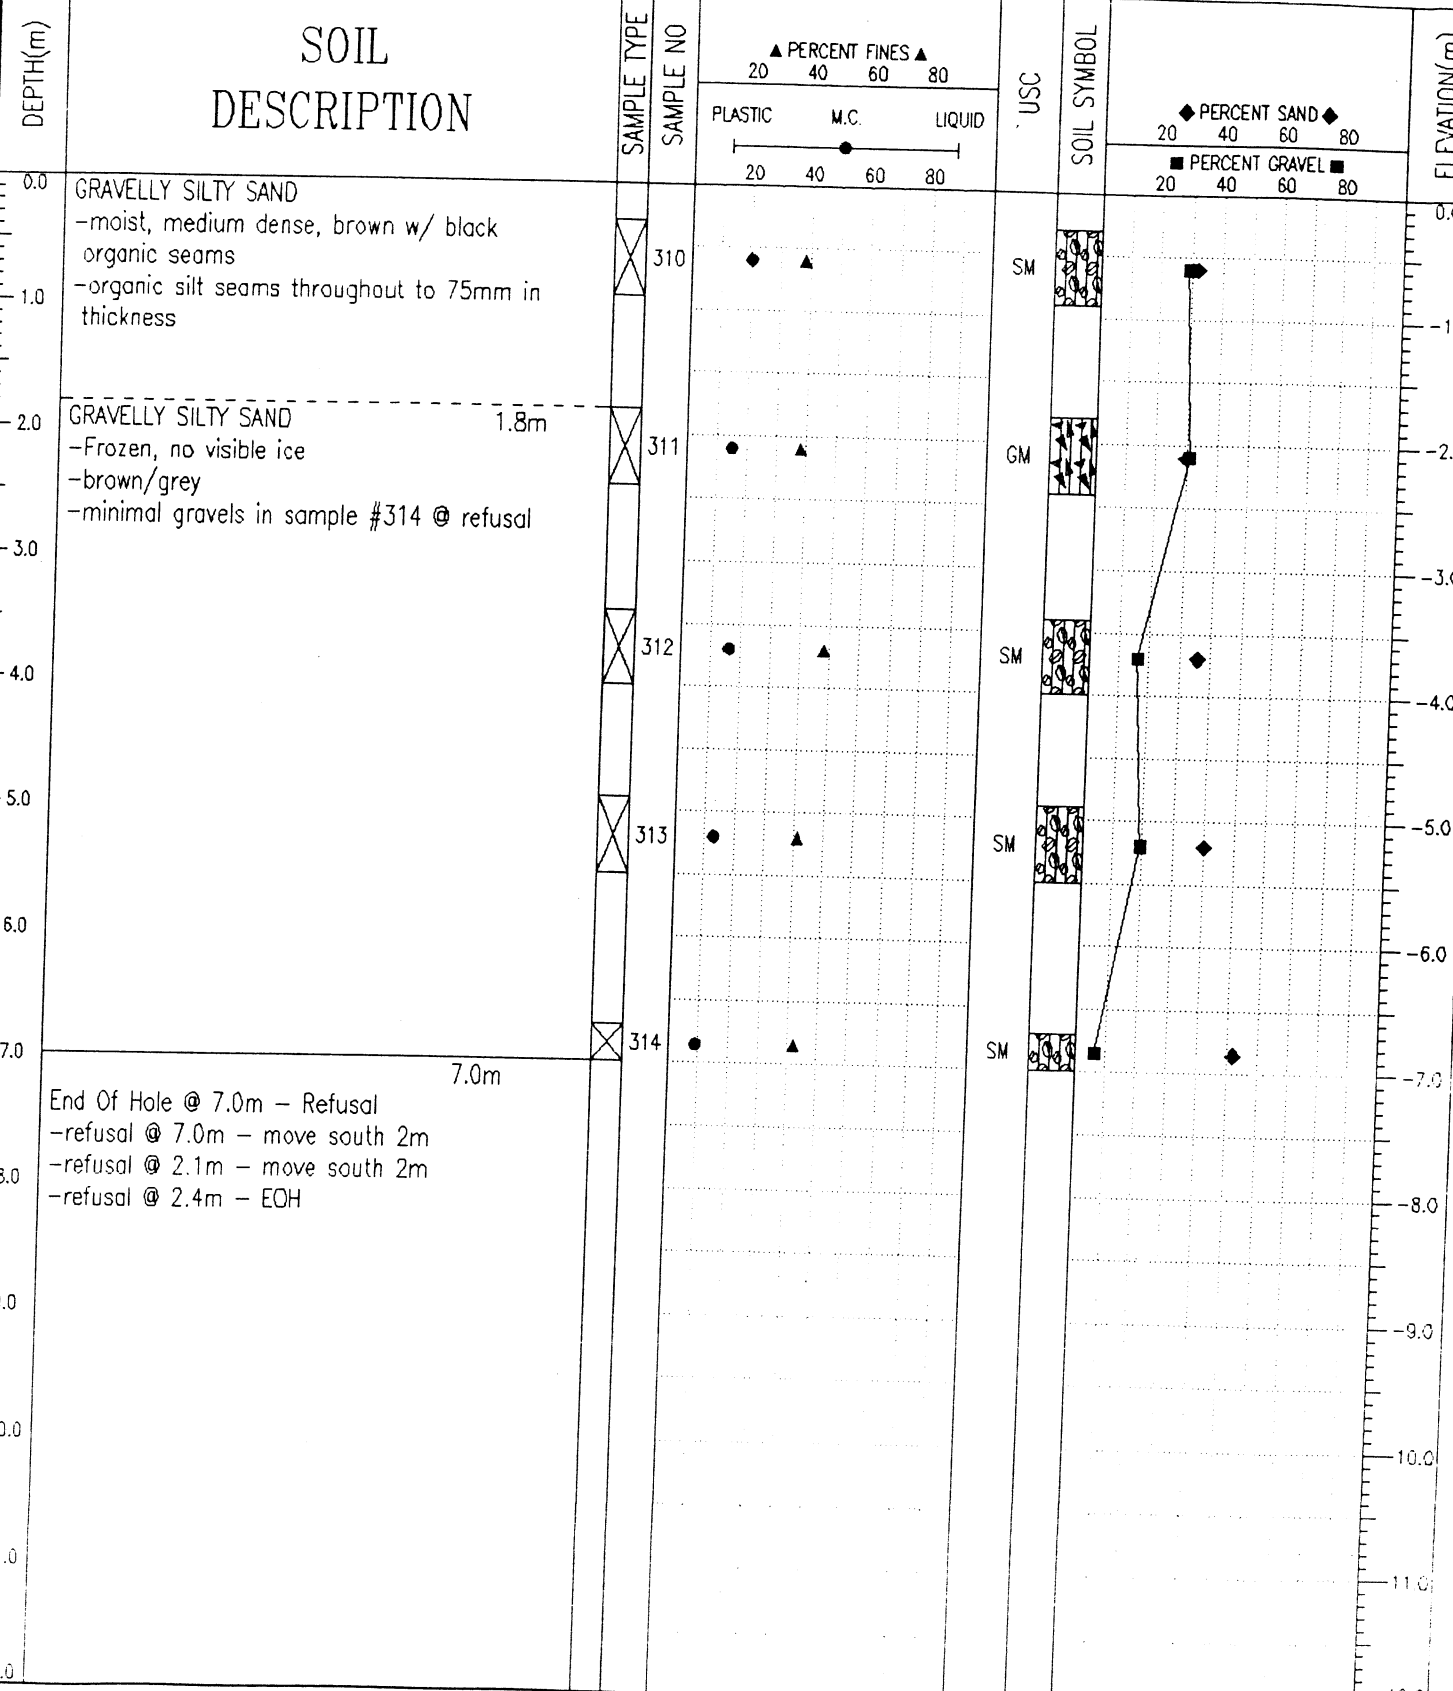 DEPTH(m)
SOIL
DESCRIPTION
SAMPLE TYPE
SAMPLE NO
▲ PERCENT FINES ▲
20 40 60 80
PLASTIC M.C. LIQUID
20 40 60 80
USC
SOIL SYMBOL
◆ PERCENT SAND ◆
20 40 60 80
■ PERCENT GRAVEL ■
20 40 60 80
ELEVATION(m)
0.0
GRAVELLY SILTY SAND
-moist, medium dense, brown w/ black
organic seams
-organic silt seams throughout to 75mm in
thickness
310
SM
1.0
GRAVELLY SILTY SAND 1.8m
-Frozen, no visible ice
-brown/grey
-minimal gravels in sample #314 @ refusal
2.0
311
GM
3.0
312
SM
4.0
-4.0
5.0
313
SM
-5.0
6.0
-6.0
314
SM
7.0
7.0m
-7.0
End Of Hole @ 7.0m - Refusal
-refusal @ 7.0m - move south 2m
-refusal @ 2.1m - move south 2m
-refusal @ 2.4m - EOH
-8.0
-9.0
-10.0
-11.0